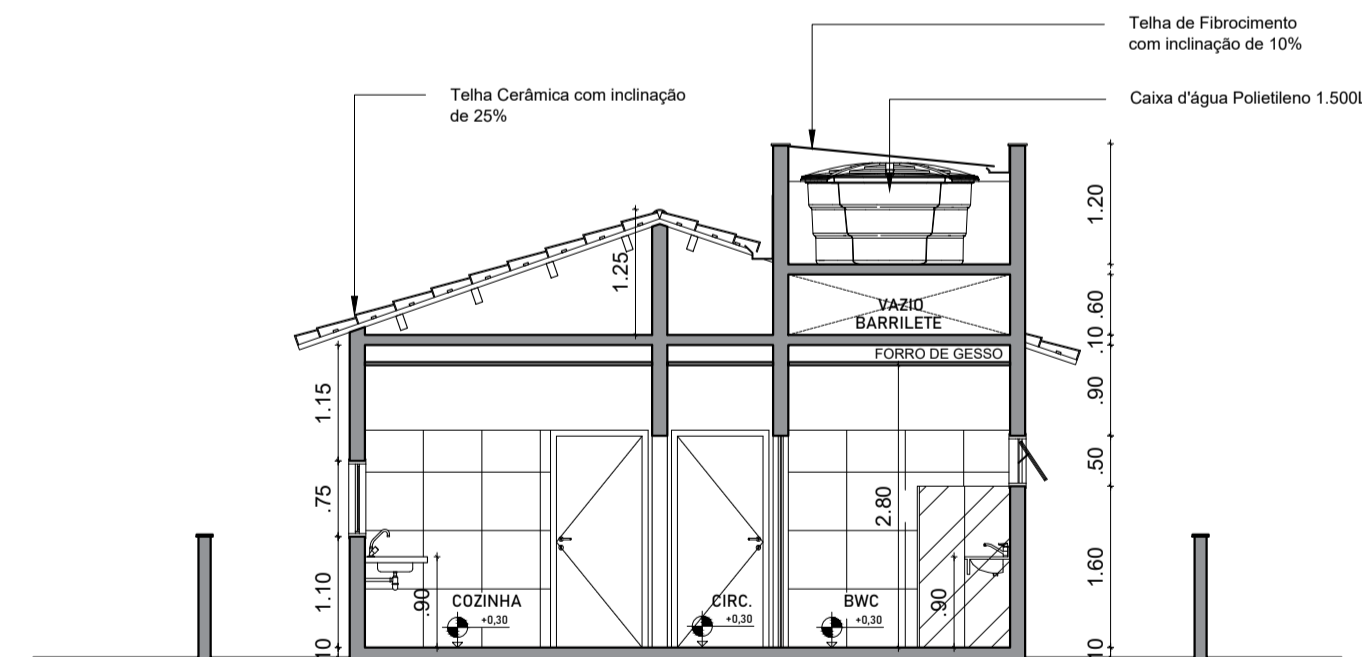 Telha de Fibrocimento
com inclinação de 10%
Telha Cerâmica com inclinação
de 25%
Caixa d'água Polietileno 1.500L
1.20
1.25
.60
VAZIO
BARRILETE
.10
FORRO DE GESSO
1.15
.90
.75
.50
2.80
1.10
.90
COZINHA
+0,30
CIRC.
+0,30
BWC
+0,30
.90
1.60
10
10